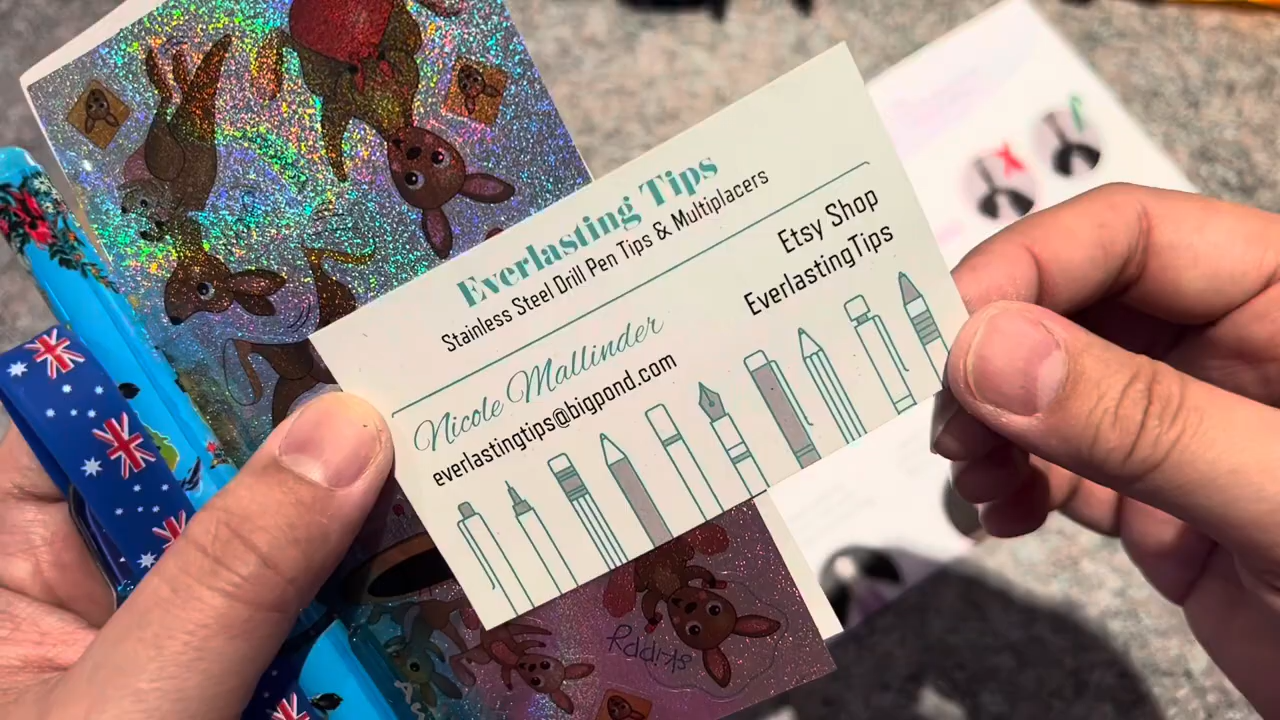 Everlasting Tips
Stainless Steel Drill Pen Tips & Multiplacers
Etsy Shop
EverlastingTips
Nicole Mallinder
everlastingtips@bigpond.com
skippy